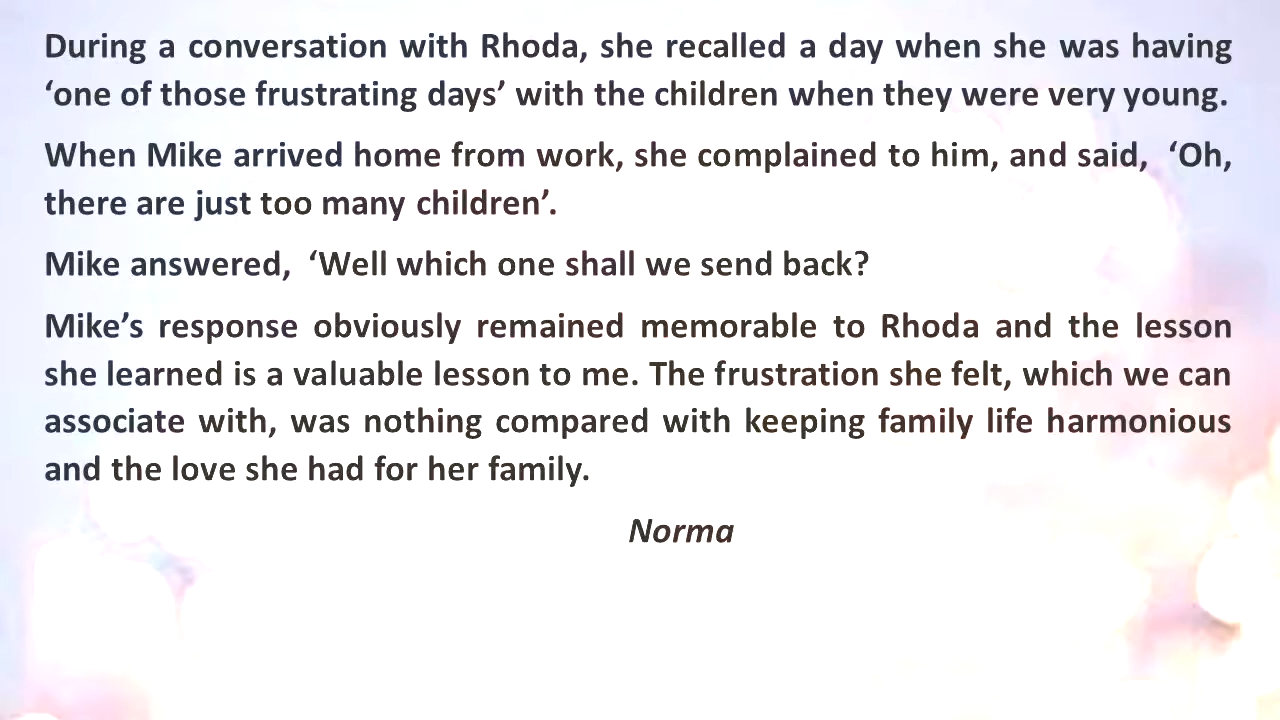 During a conversation with Rhoda, she recalled a day when she was having
‘one of those frustrating days’ with the children when they were very young.
When Mike arrived home from work, she complained to him, and said,  ‘Oh,
there are just too many children’.
Mike answered,  ‘Well which one shall we send back?
Mike’s response obviously remained memorable to Rhoda and the lesson
she learned is a valuable lesson to me. The frustration she felt, which we can
associate with, was nothing compared with keeping family life harmonious
and the love she had for her family.
Norma